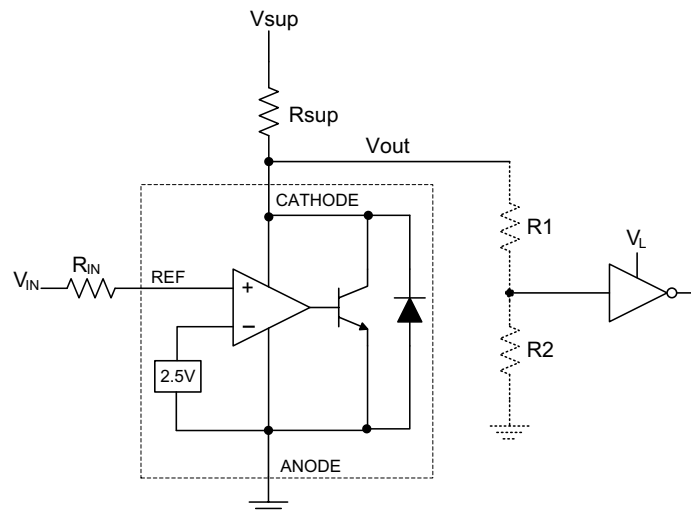 Vsup
Rsup
Vout
CATHODE
R1
RIN
VL
VIN
REF
+
−
2.5V
R2
ANODE